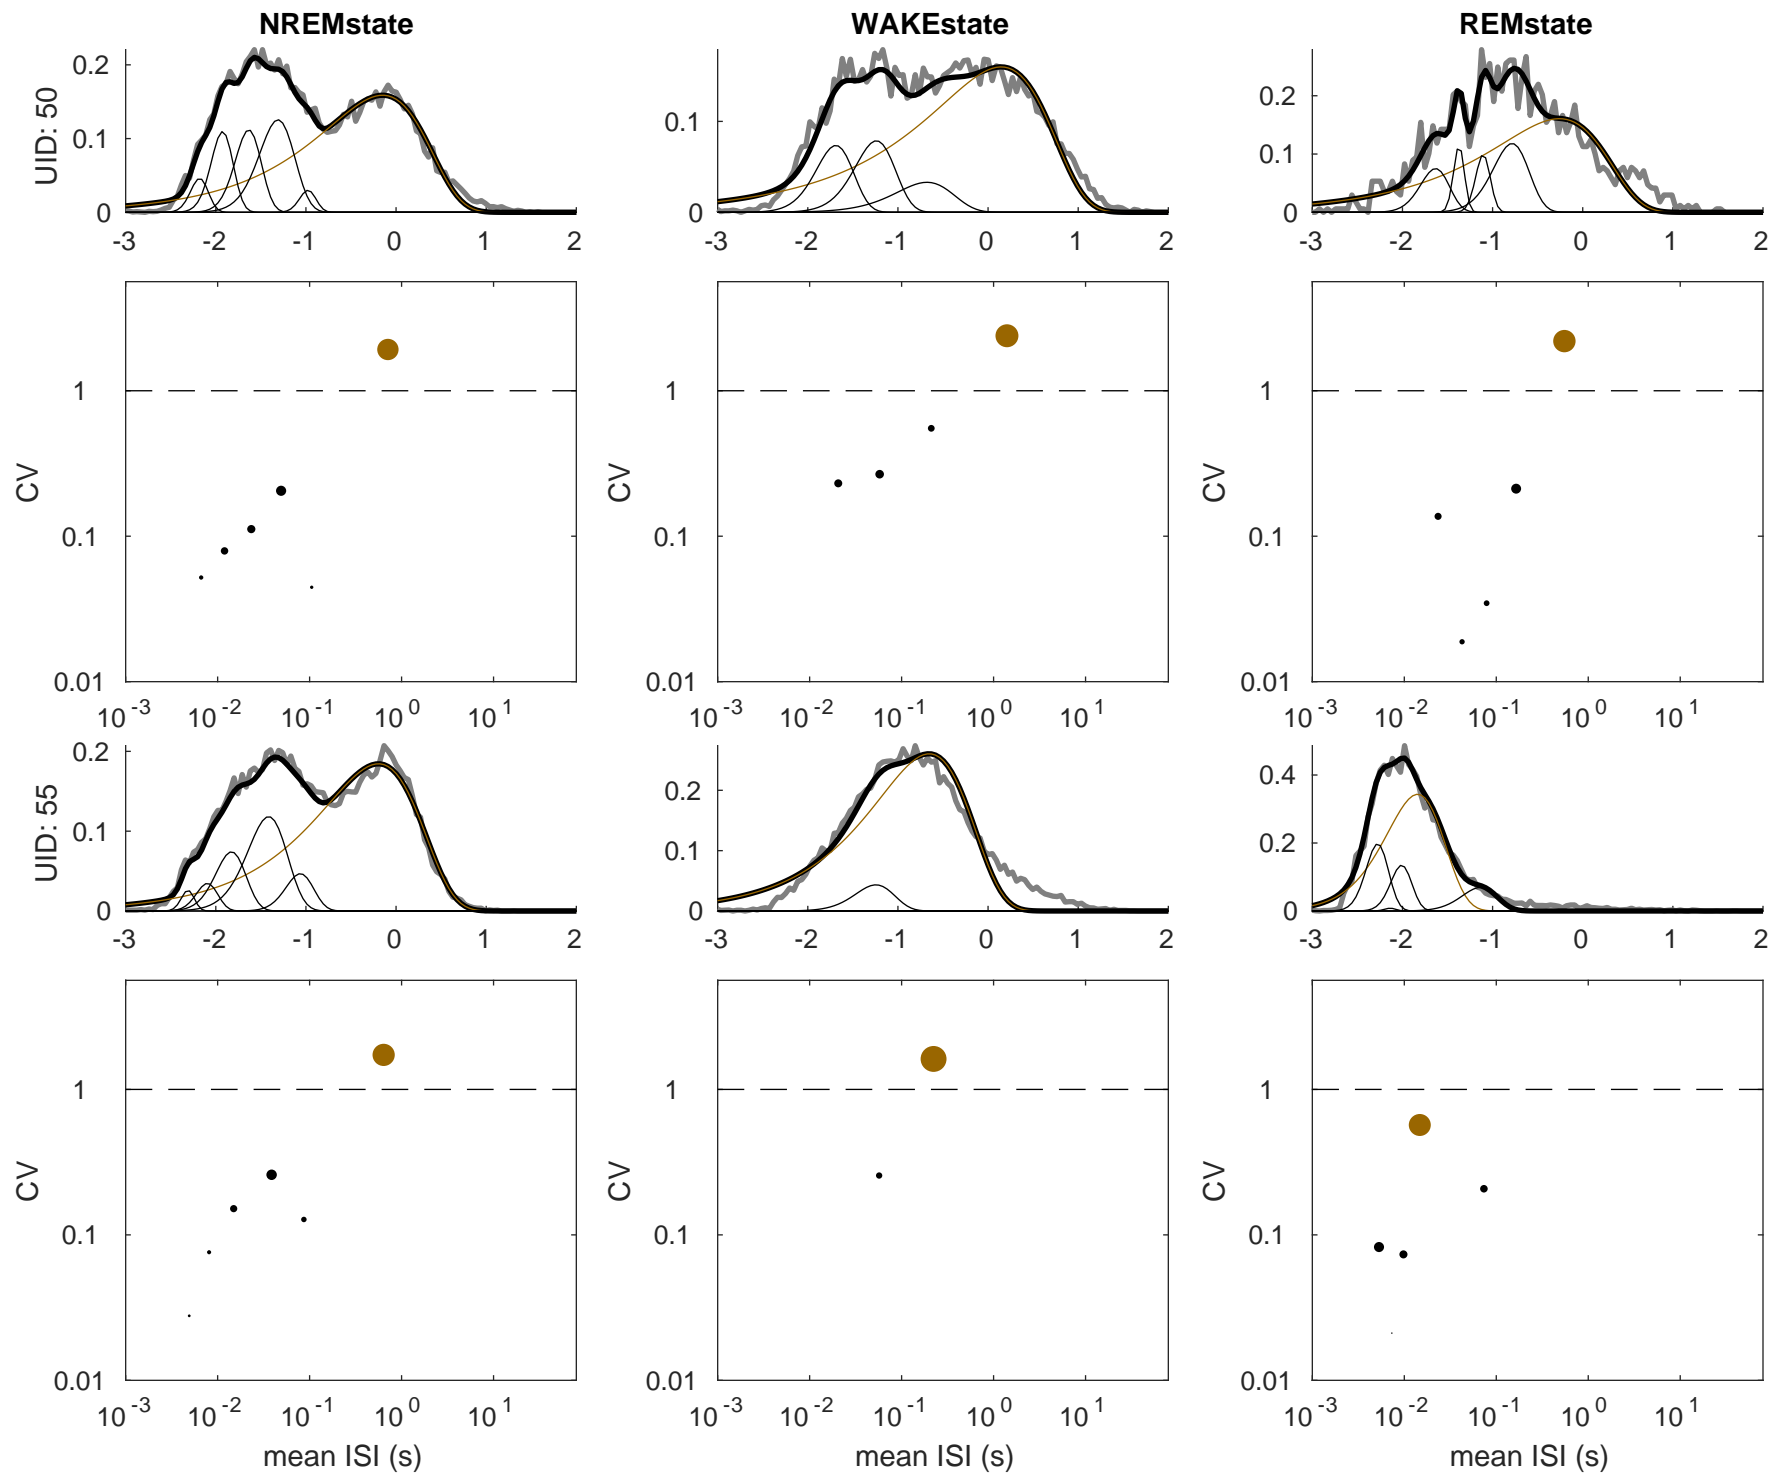 NREMstate WAKEstate REMstate
UID: 50
0.2 0.1 0
0.1 0
0.2 0.1 0
-3 -2 -1 0 1 2
-3 -2 -1 0 1 2
-3 -2 -1 0 1 2
CV 1 0.1 0.01
CV 1 0.1 0.01
CV 1 0.1 0.01
10^-3 10^-2 10^-1 10^0 10^1
10^-3 10^-2 10^-1 10^0 10^1
10^-3 10^-2 10^-1 10^0 10^1
UID: 55
0.2 0.1 0
0.2 0.1 0
0.4 0.2 0
-3 -2 -1 0 1 2
-3 -2 -1 0 1 2
-3 -2 -1 0 1 2
CV 1 0.1 0.01
CV 1 0.1 0.01
CV 1 0.1 0.01
10^-3 10^-2 10^-1 10^0 10^1
10^-3 10^-2 10^-1 10^0 10^1
10^-3 10^-2 10^-1 10^0 10^1
mean ISI (s) mean ISI (s) mean ISI (s)